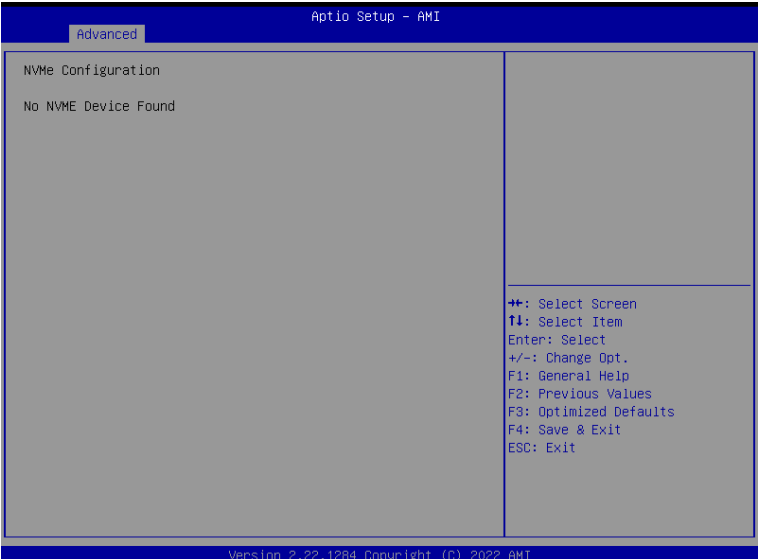 Aptio Setup – AMI
Advanced
NVMe Configuration
No NVME Device Found
→←: Select Screen
↑↓: Select Item
Enter: Select
+/-: Change Opt.
F1: General Help
F2: Previous Values
F3: Optimized Defaults
F4: Save & Exit
ESC: Exit
Version 2.22.1284 Copyright (C) 2022 AMI